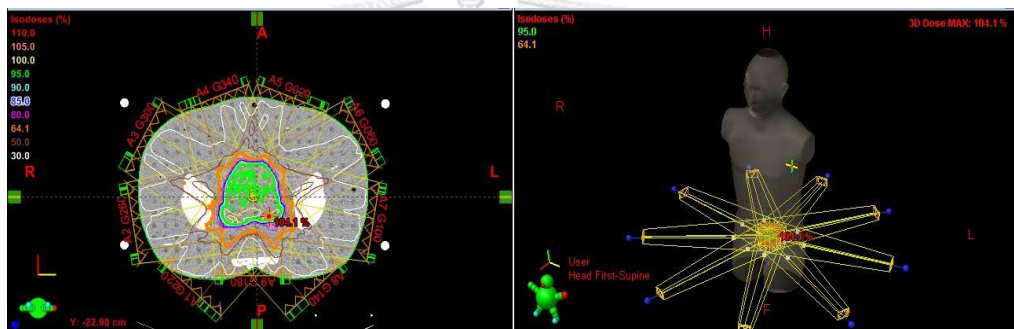 Isodoses (%)
110.0
105.0
100.0
95.0
90.0
85.0
80.0
64.1
50.0
30.0
A
R
L
P
A4 G340
A5 G020
A3 G300
A6 G060
A2 G260
A7 G100
A1 G220
A9 G180
A8 G140
104.1 %
Y: -22.98 cm
Isodoses (%)
95.0
64.1
3D Dose MAX: 104.1 %
H
R
L
F
104.1 %
User
Head First-Supine